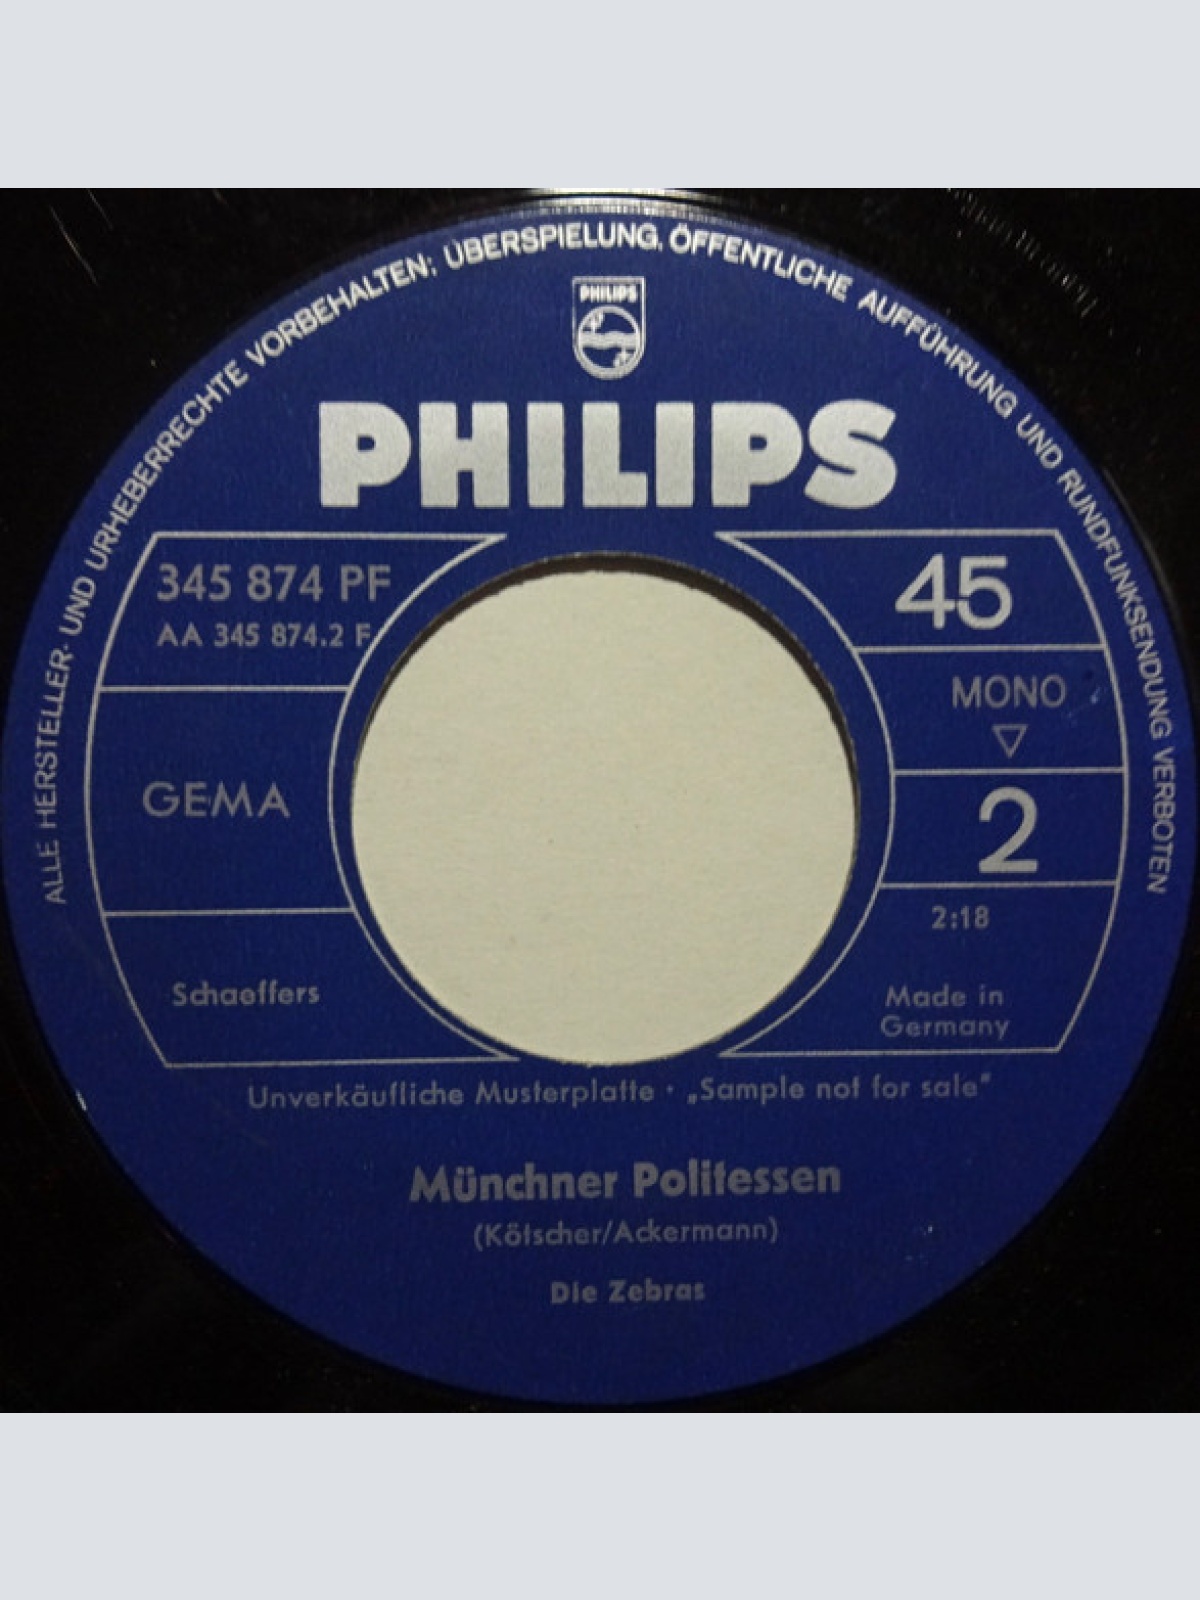 ALLE HERSTELLER- UND URHEBERRECHTE VORBEHALTEN; ÜBERSPIELUNG, ÖFFENTLICHE AUFFÜHRUNG UND RUNDFUNKSENDUNG VERBOTEN
PHILIPS
PHILIPS
345 874 PF
AA 345 874.2 F
GEMA
Schaeffers
45
MONO
2
2:18
Made in
Germany
Unverkäufliche Musterplatte · „Sample not for sale"
Münchner Politessen
(Kötscher/Ackermann)
Die Zebras